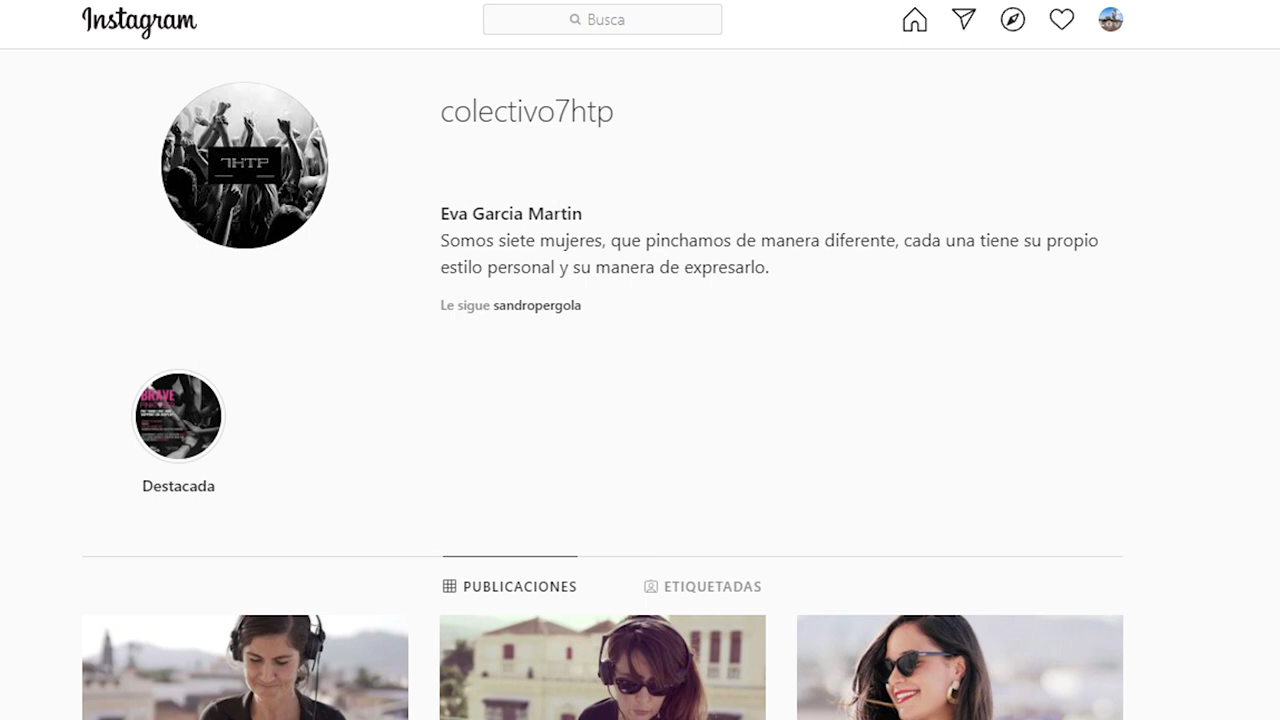 Instagram
Busca
colectivo7htp
7HTP
Eva Garcia Martin
Somos siete mujeres, que pinchamos de manera diferente, cada una tiene su propio
estilo personal y su manera de expresarlo.
Le sigue sandropergola
BRAVE
Destacada
PUBLICACIONES
ETIQUETADAS